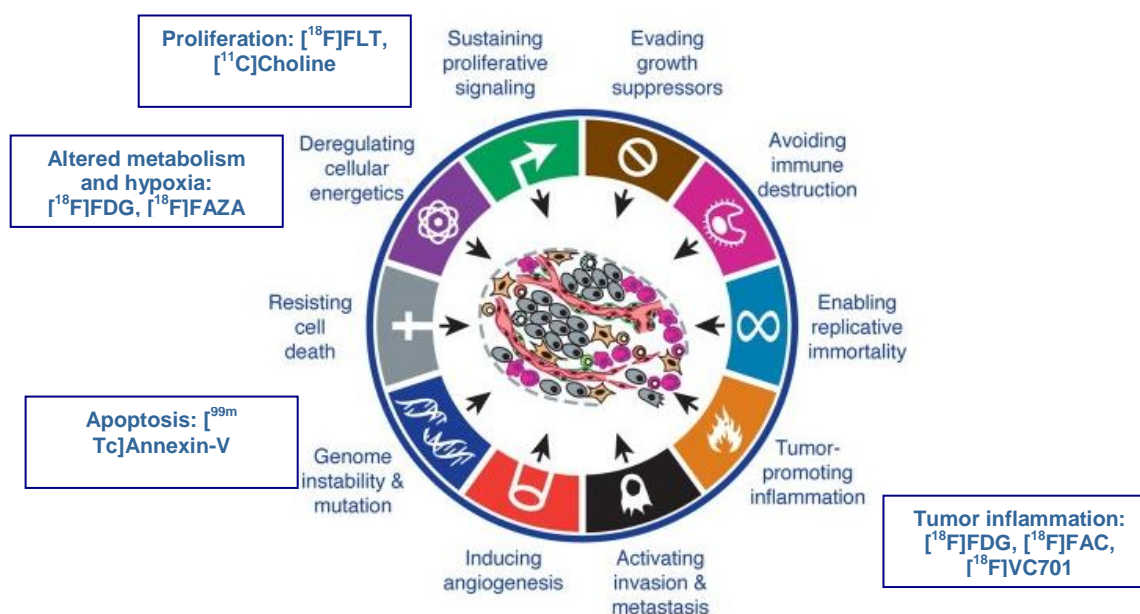 Proliferation: [18F]FLT,
[11C]Choline
Sustaining
proliferative
signaling
Evading
growth
suppressors
Altered metabolism
and hypoxia:
[18F]FDG, [18F]FAZA
Deregulating
cellular
energetics
Avoiding
immune
destruction
Resisting
cell
death
Enabling
replicative
immortality
Apoptosis: [99m
Tc]Annexin-V
Genome
instability &
mutation
Tumor-
promoting
inflammation
Inducing
angiogenesis
Activating
invasion &
metastasis
Tumor inflammation:
[18F]FDG, [18F]FAC,
[18F]VC701